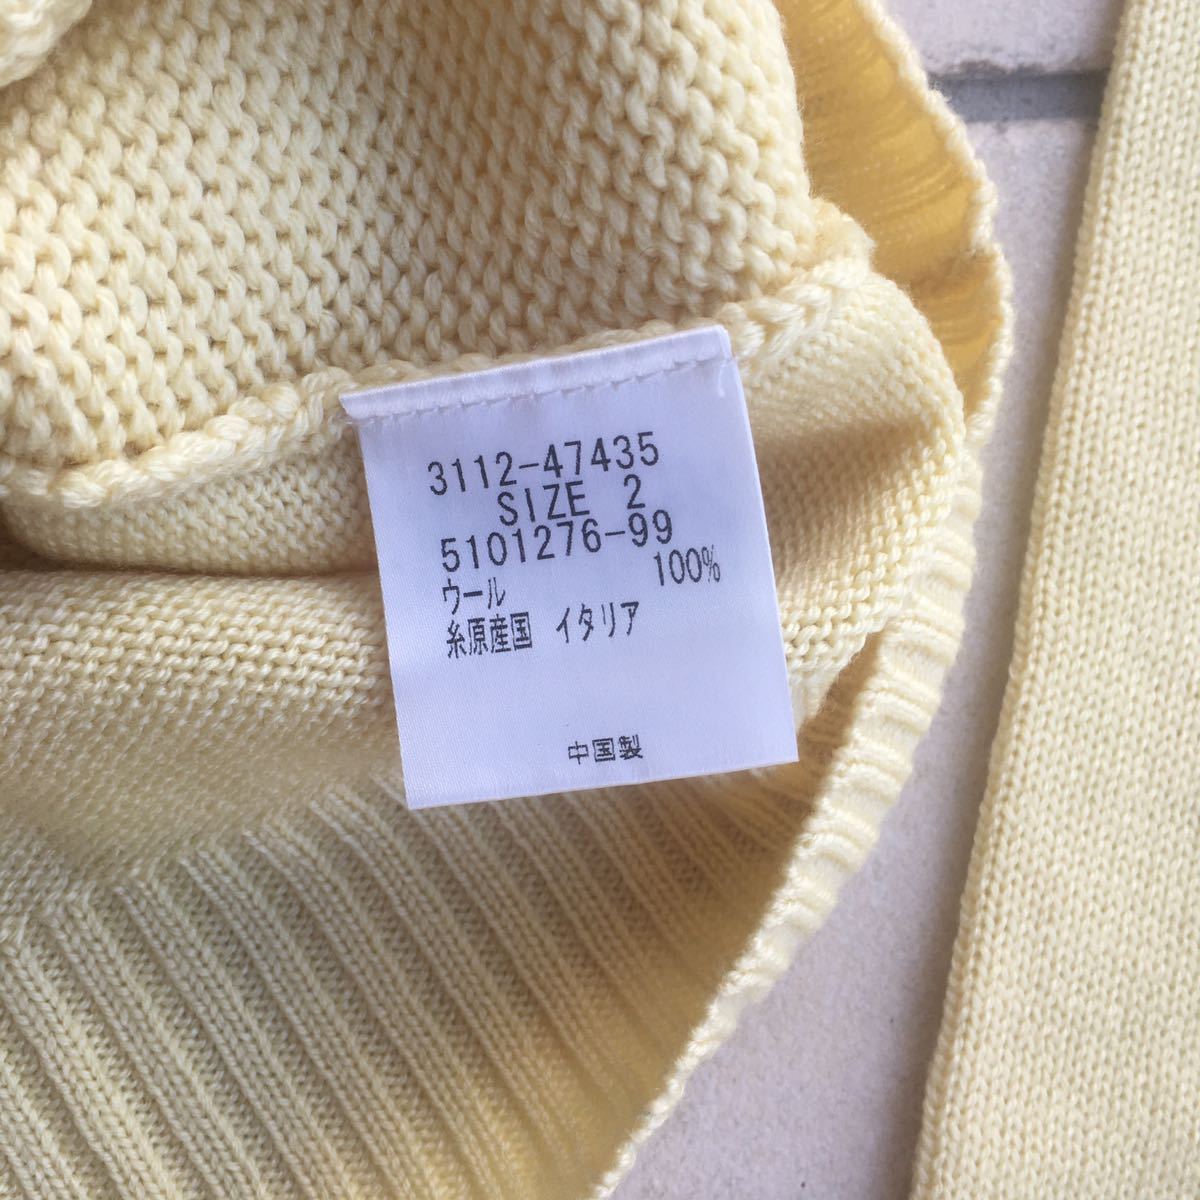 3112-47435
SIZE 2
5101276-99
ウール 100%
糸原産国 イタリア
中国製